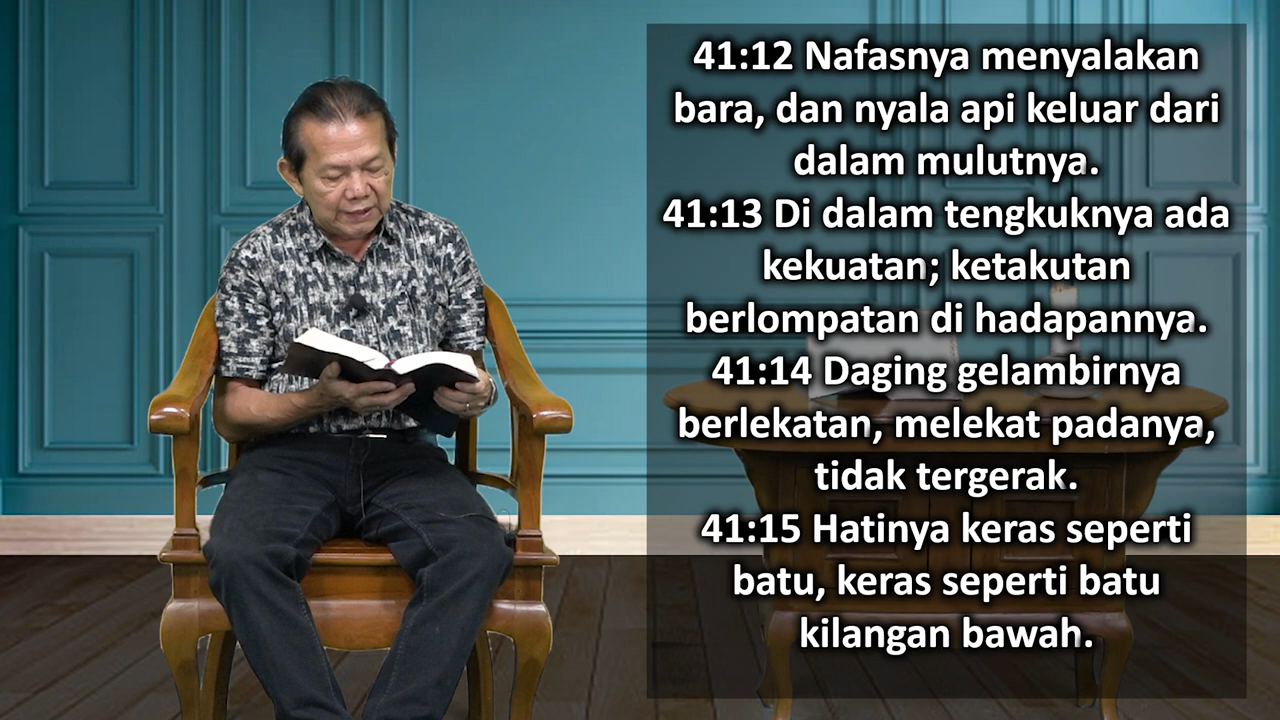 41:12 Nafasnya menyalakan
bara, dan nyala api keluar dari
dalam mulutnya.
41:13 Di dalam tengkuknya ada
kekuatan; ketakutan
berlompatan di hadapannya.
41:14 Daging gelambirnya
berlekatan, melekat padanya,
tidak tergerak.
41:15 Hatinya keras seperti
batu, keras seperti batu
kilangan bawah.